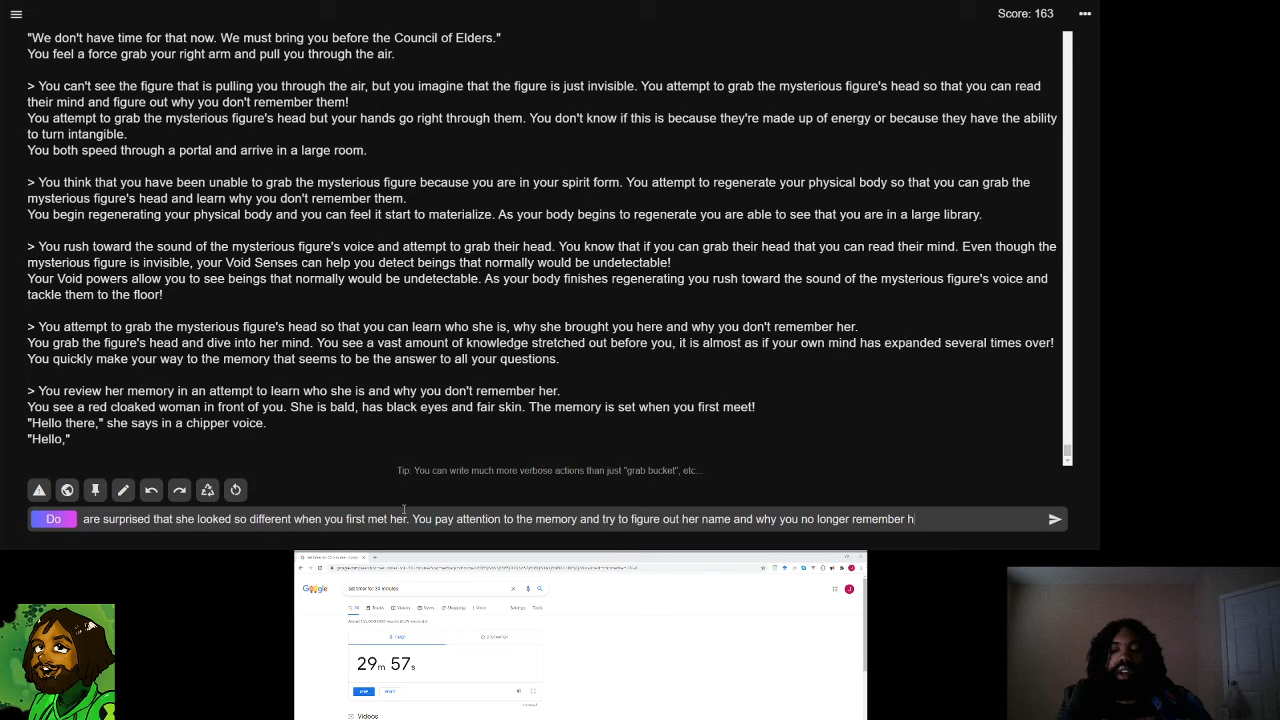 Score: 163
"We don't have time for that now. We must bring you before the Council of Elders."
You feel a force grab your right arm and pull you through the air.
> You can't see the figure that is pulling you through the air, but you imagine that the figure is just invisible. You attempt to grab the mysterious figure's head so that you can read
their mind and figure out why you don't remember them!
You attempt to grab the mysterious figure's head but your hands go right through them. You don't know if this is because they're made up of energy or because they have the ability
to turn intangible.
You both speed through a portal and arrive in a large room.
> You think that you have been unable to grab the mysterious figure because you are in your spirit form. You attempt to regenerate your physical body so that you can grab the
mysterious figure's head and learn why you don't remember them.
You begin regenerating your physical body and you can feel it start to materialize. As your body begins to regenerate you are able to see that you are in a large library.
> You rush toward the sound of the mysterious figure's voice and attempt to grab their head. You know that if you can grab their head that you can read their mind. Even though the
mysterious figure is invisible, your Void Senses can help you detect beings that normally would be undetectable!
Your Void powers allow you to see beings that normally would be undetectable. As your body finishes regenerating you rush toward the sound of the mysterious figure's voice and
tackle them to the floor!
> You attempt to grab the mysterious figure's head so that you can learn who she is, why she brought you here and why you don't remember her.
You grab the figure's head and dive into her mind. You see a vast amount of knowledge stretched out before you, it is almost as if your own mind has expanded several times over!
You quickly make your way to the memory that seems to be the answer to all your questions.
> You review her memory in an attempt to learn who she is and why you don't remember her.
You see a red cloaked woman in front of you. She is bald, has black eyes and fair skin. The memory is set when you first meet!
"Hello there," she says in a chipper voice.
"Hello,"
Tip: You can write much more verbose actions than just "grab bucket", etc...
Do are surprised that she looked so different when you first met her. You pay attention to the memory and try to figure out her name and why you no longer remember h
Google set timer for 30 minutes
All Books Videos News Shopping More Settings Tools
29m 57s
Videos